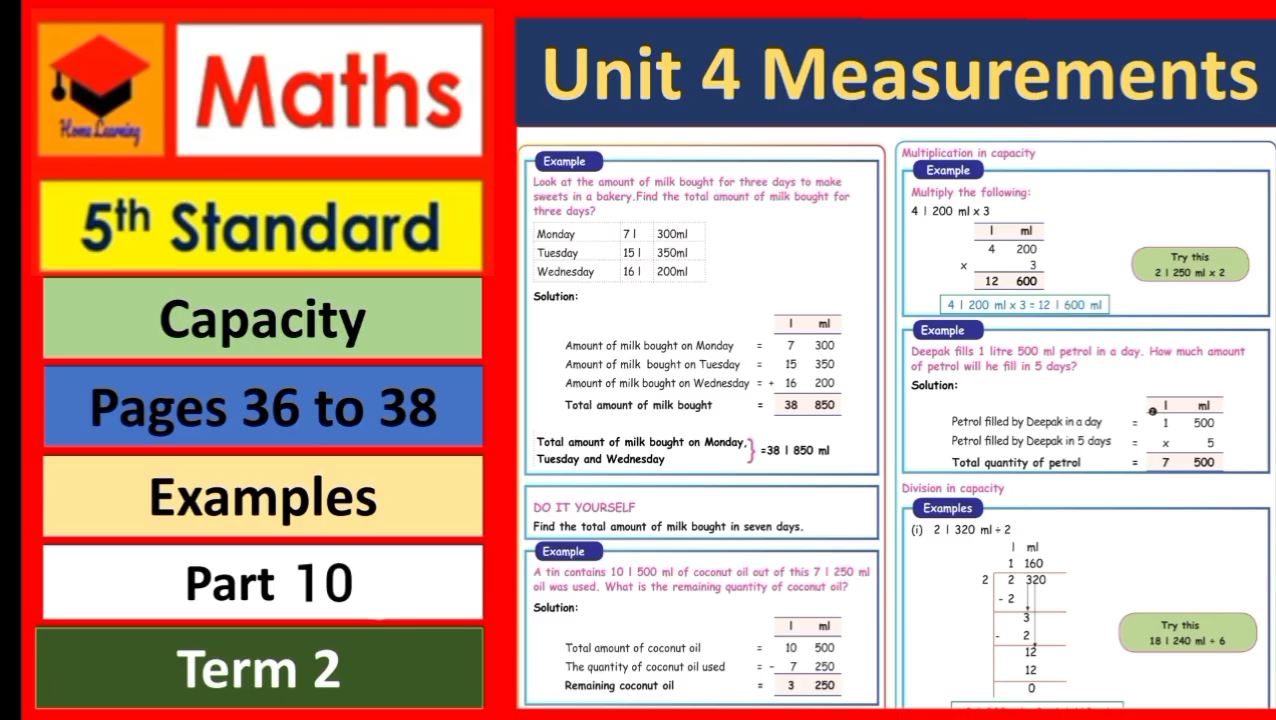 Home Learning
Maths
5th Standard
Capacity
Pages 36 to 38
Examples
Part 10
Term 2
Unit 4 Measurements
Example
Look at the amount of milk bought for three days to make
sweets in a bakery.Find the total amount of milk bought for
three days?
Monday 7 l 300ml
Tuesday 15 l 350ml
Wednesday 16 l 200ml
Solution:
l ml
Amount of milk bought on Monday = 7 300
Amount of milk bought on Tuesday = 15 350
Amount of milk bought on Wednesday = + 16 200
Total amount of milk bought = 38 850
Total amount of milk bought on Monday,
Tuesday and Wednesday } =38 l 850 ml
DO IT YOURSELF
Find the total amount of milk bought in seven days.
Example
A tin contains 10 l 500 ml of coconut oil out of this 7 l 250 ml
oil was used. What is the remaining quantity of coconut oil?
Solution:
l ml
Total amount of coconut oil = 10 500
The quantity of coconut oil used = - 7 250
Remaining coconut oil = 3 250
Multiplication in capacity
Example
Multiply the following:
4 l 200 ml x 3
l ml
4 200
x 3
12 600
4 l 200 ml x 3 = 12 l 600 ml
Try this
2 l 250 ml x 2
Example
Deepak fills 1 litre 500 ml petrol in a day. How much amount
of petrol will he fill in 5 days?
Solution:
l ml
Petrol filled by Deepak in a day = 1 500
Petrol filled by Deepak in 5 days = x 5
Total quantity of petrol = 7 500
Division in capacity
Examples
(i) 2 l 320 ml ÷ 2
l ml
1 160
2 2 320
- 2
3
- 2
12
12
0
Try this
18 l 240 ml ÷ 6